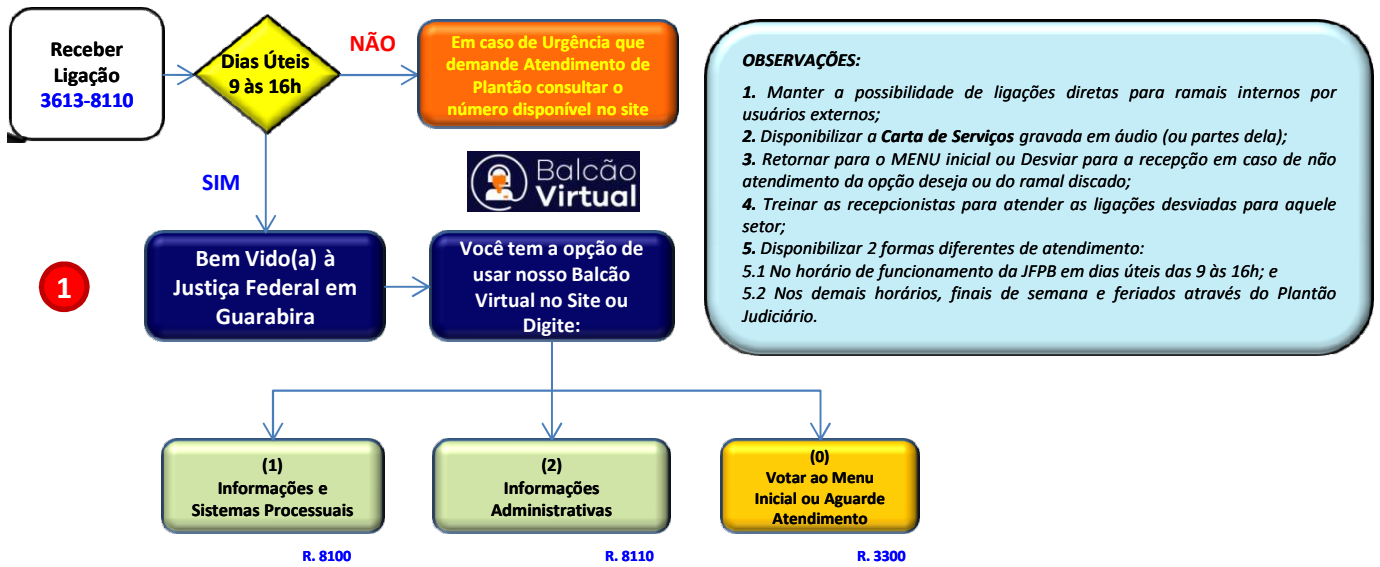 Receber
Ligação
3613-8110
Dias Úteis
9 às 16h
NÃO
Em caso de Urgência que
demande Atendimento de
Plantão consultar o
número disponível no site
SIM
Balcão
Virtual
1
Bem Vido(a) à
Justiça Federal em
Guarabira
Você tem a opção de
usar nosso Balcão
Virtual no Site ou
Digite:
OBSERVAÇÕES:
1. Manter a possibilidade de ligações diretas para ramais internos por
usuários externos;
2. Disponibilizar a Carta de Serviços gravada em áudio (ou partes dela);
3. Retornar para o MENU inicial ou Desviar para a recepção em caso de não
atendimento da opção deseja ou do ramal discado;
4. Treinar as recepcionistas para atender as ligações desviadas para aquele
setor;
5. Disponibilizar 2 formas diferentes de atendimento:
5.1 No horário de funcionamento da JFPB em dias úteis das 9 às 16h; e
5.2 Nos demais horários, finais de semana e feriados através do Plantão
Judiciário.
(1)
Informações e
Sistemas Processuais
R. 8100
(2)
Informações
Administrativas
R. 8110
(0)
Votar ao Menu
Inicial ou Aguarde
Atendimento
R. 3300